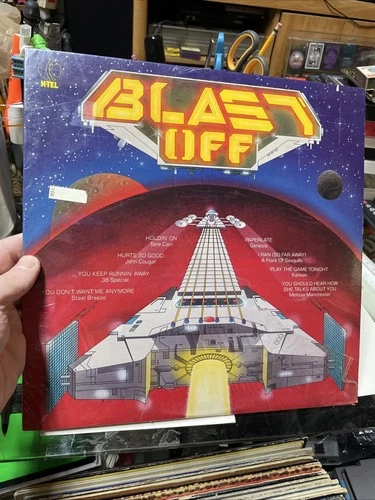 K-TEL
BLAST
OFF
HOLDIN' ON
Tane Cain
HURTS SO GOOD
John Cougar
...YOU KEEP RUNNIN' AWAY
38 Special
YOU DON'T WANT ME ANYMORE
Steel Breeze
PAPERLATE
Genesis
I RAN (SO FAR AWAY)
A Flock Of Seagulls
PLAY THE GAME TONIGHT
Kansas
YOU SHOULD HEAR HOW
SHE TALKS ABOUT YOU
Melissa Manchester